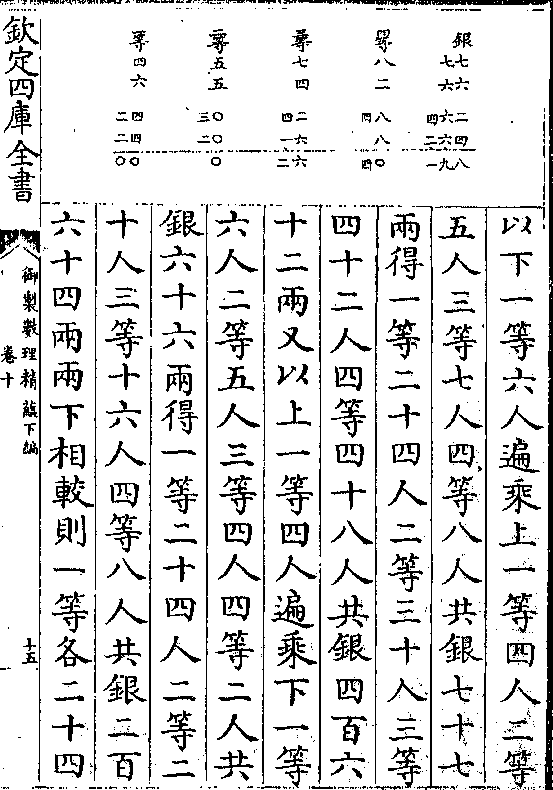 銀七六
七六
四六二
二六四
一九八
四等八二
四八
八
四〇
三等七四
四二
一六
二六
二等五五
三〇
二〇
〇
一等四六
二四
二四
〇〇
以下一等六人遍乘上一等四人二等
五人三等七人四等八人共銀七十七
兩得一等二十四人二等三十人三等
四十二人四等四十八人共銀四百六
十二兩又以上一等四人遍乘下一等
六人二等五人三等四人四等二人共
銀六十六兩得一等二十四人二等二
十人三等十六人四等八人共銀二百
六十四兩兩下相較則一等各二十四
欽定四庫全書
御製數理精藴下編
卷十
十五